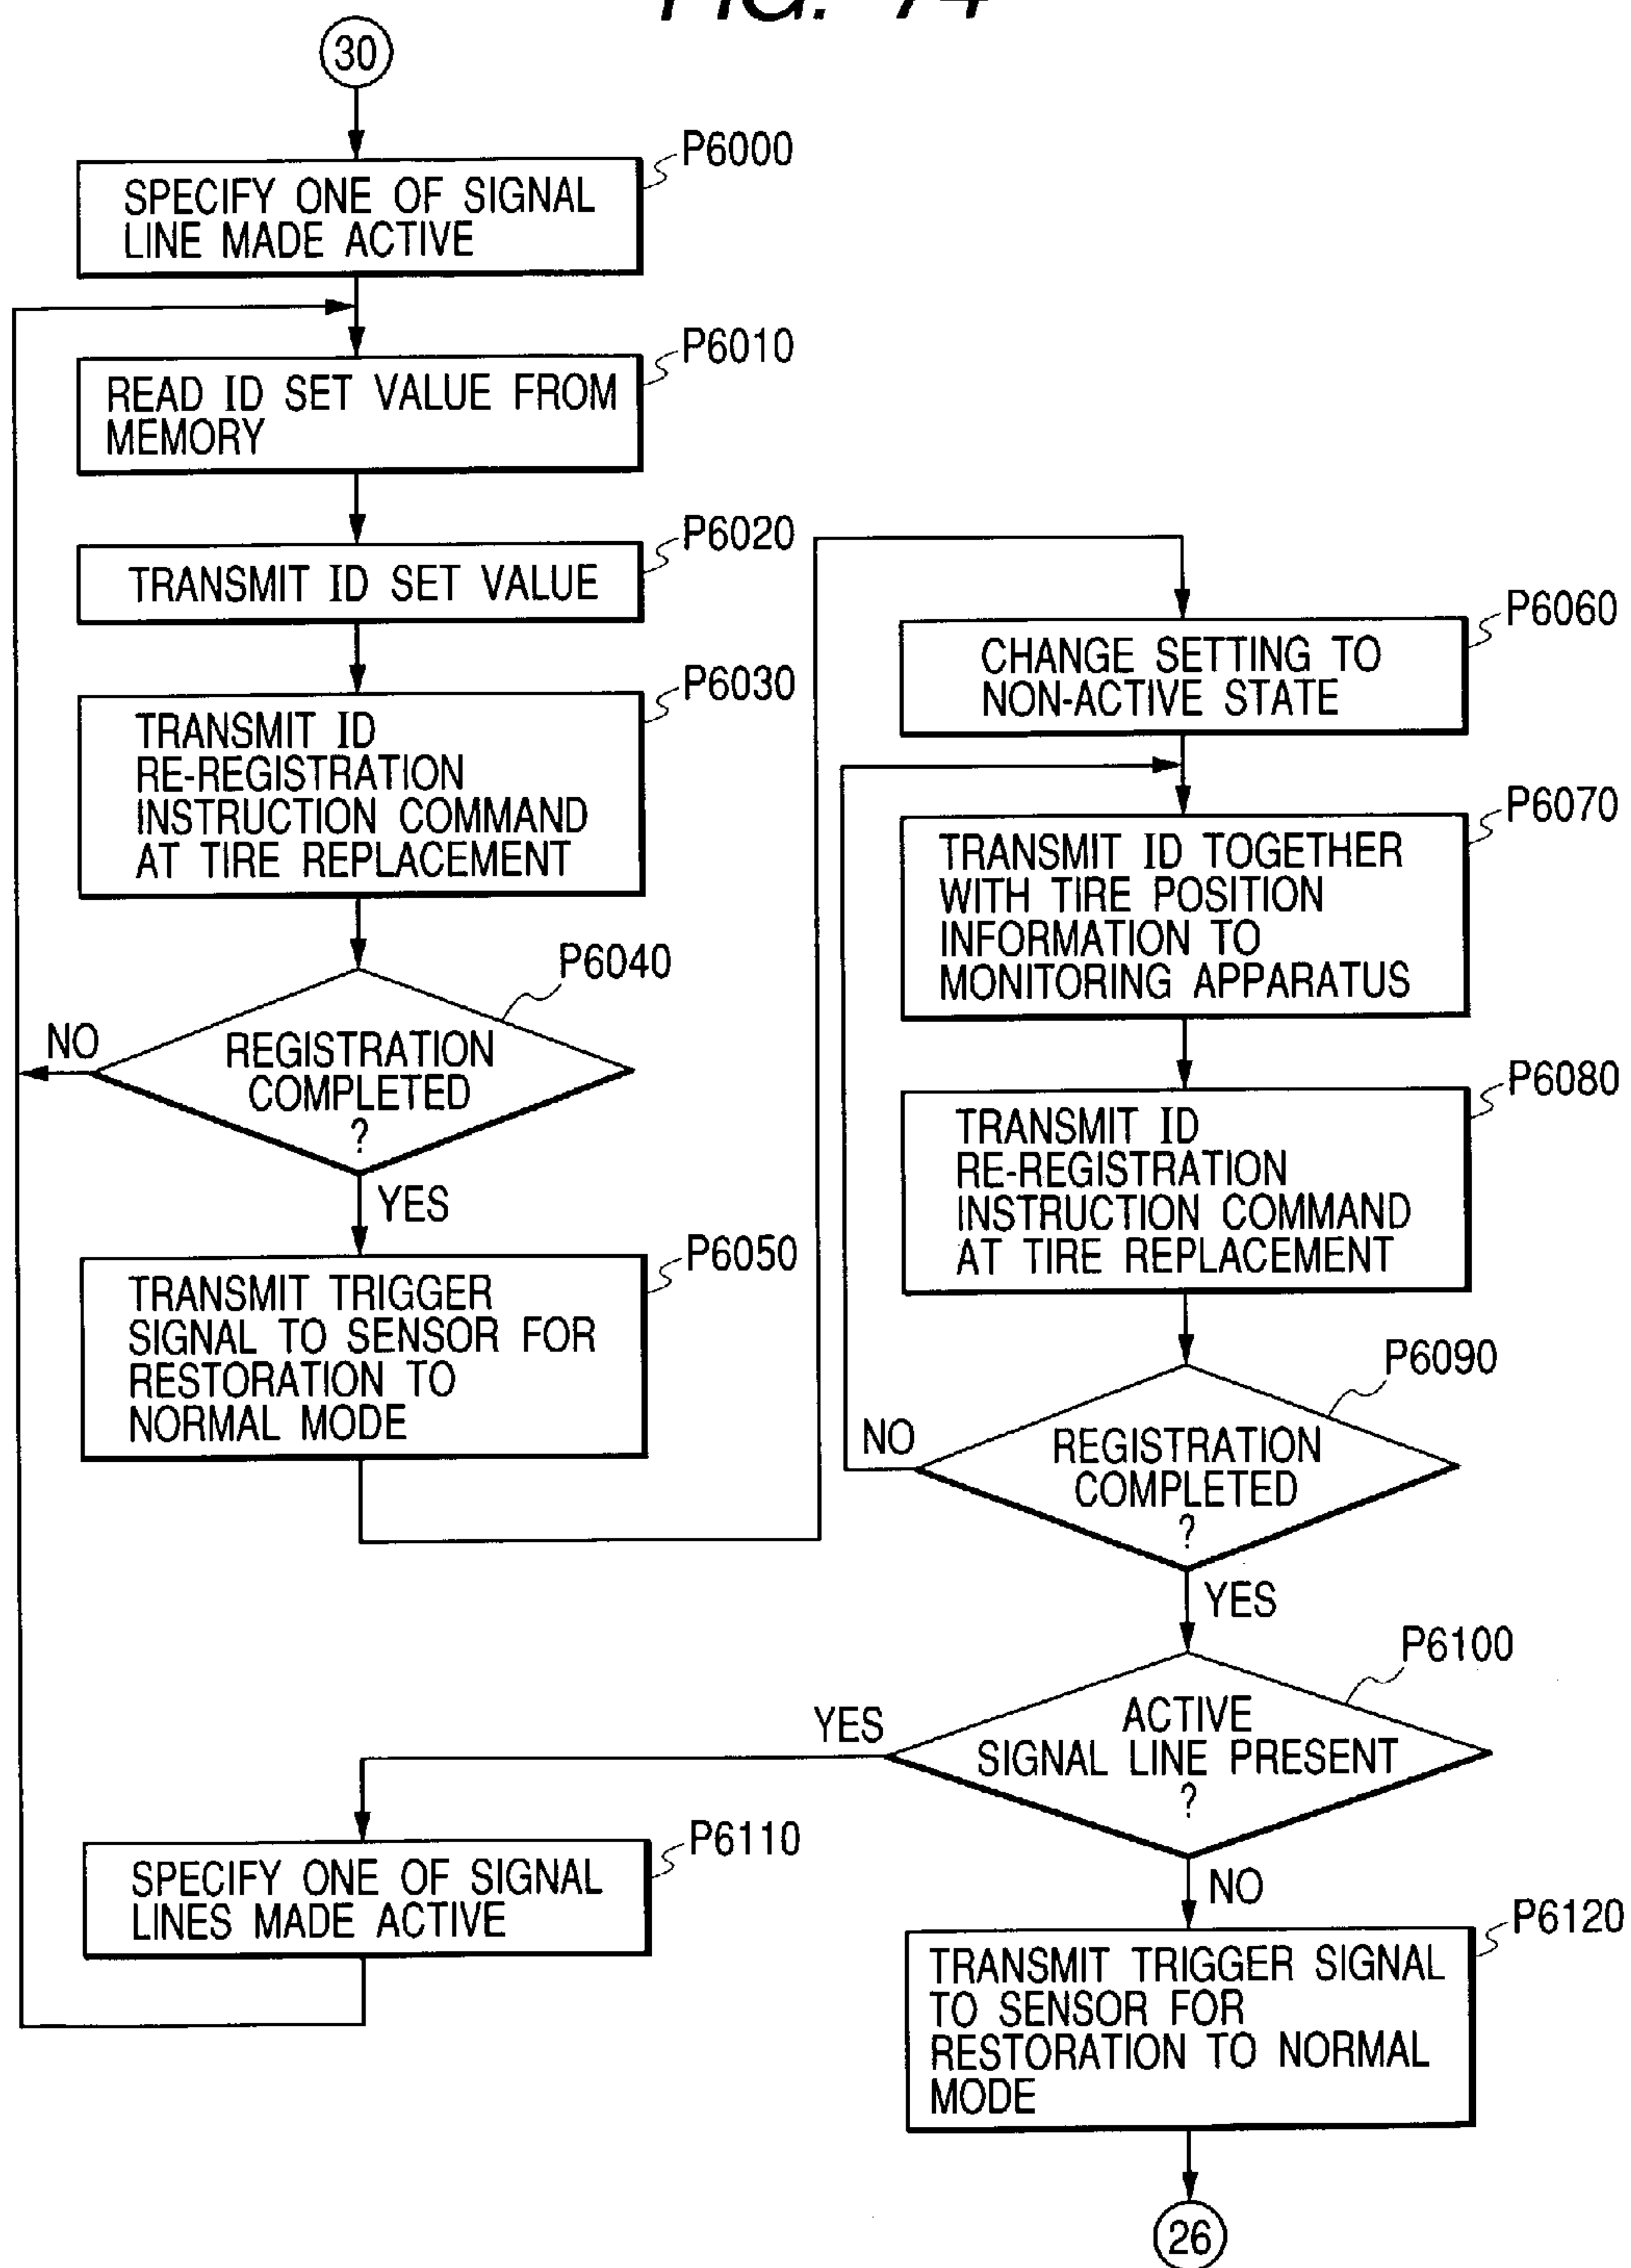 FIG. 74
30
P6000
SPECIFY ONE OF SIGNAL
LINE MADE ACTIVE
P6010
READ ID SET VALUE FROM
MEMORY
P6020
TRANSMIT ID SET VALUE
P6030
TRANSMIT ID
RE-REGISTRATION
INSTRUCTION COMMAND
AT TIRE REPLACEMENT
P6040
NO
REGISTRATION
COMPLETED
?
YES
P6050
TRANSMIT TRIGGER
SIGNAL TO SENSOR FOR
RESTORATION TO
NORMAL MODE
P6060
CHANGE SETTING TO
NON-ACTIVE STATE
P6070
TRANSMIT ID TOGETHER
WITH TIRE POSITION
INFORMATION TO
MONITORING APPARATUS
P6080
TRANSMIT ID
RE-REGISTRATION
INSTRUCTION COMMAND
AT TIRE REPLACEMENT
P6090
NO
REGISTRATION
COMPLETED
?
YES
P6100
YES
ACTIVE
SIGNAL LINE PRESENT
?
NO
P6110
SPECIFY ONE OF SIGNAL
LINES MADE ACTIVE
P6120
TRANSMIT TRIGGER SIGNAL
TO SENSOR FOR
RESTORATION TO NORMAL
MODE
26